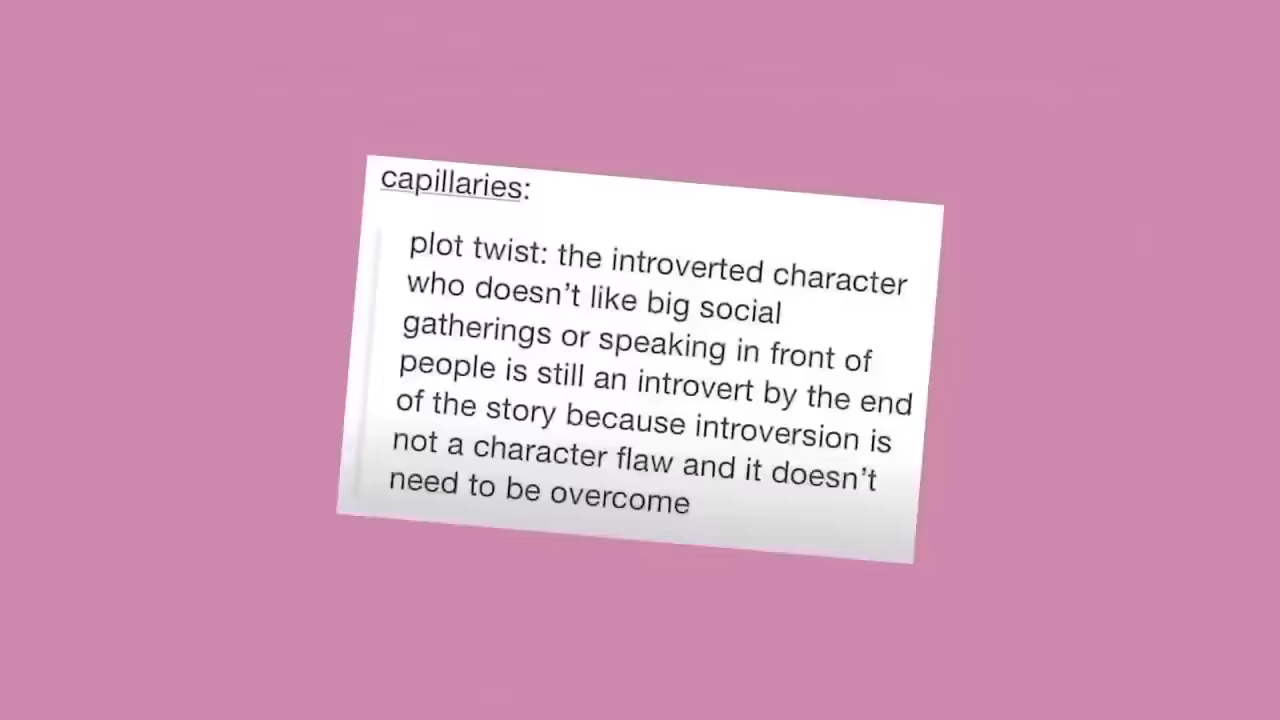 capillaries:
plot twist: the introverted character
who doesn’t like big social
gatherings or speaking in front of
people is still an introvert by the end
of the story because introversion is
not a character flaw and it doesn’t
need to be overcome